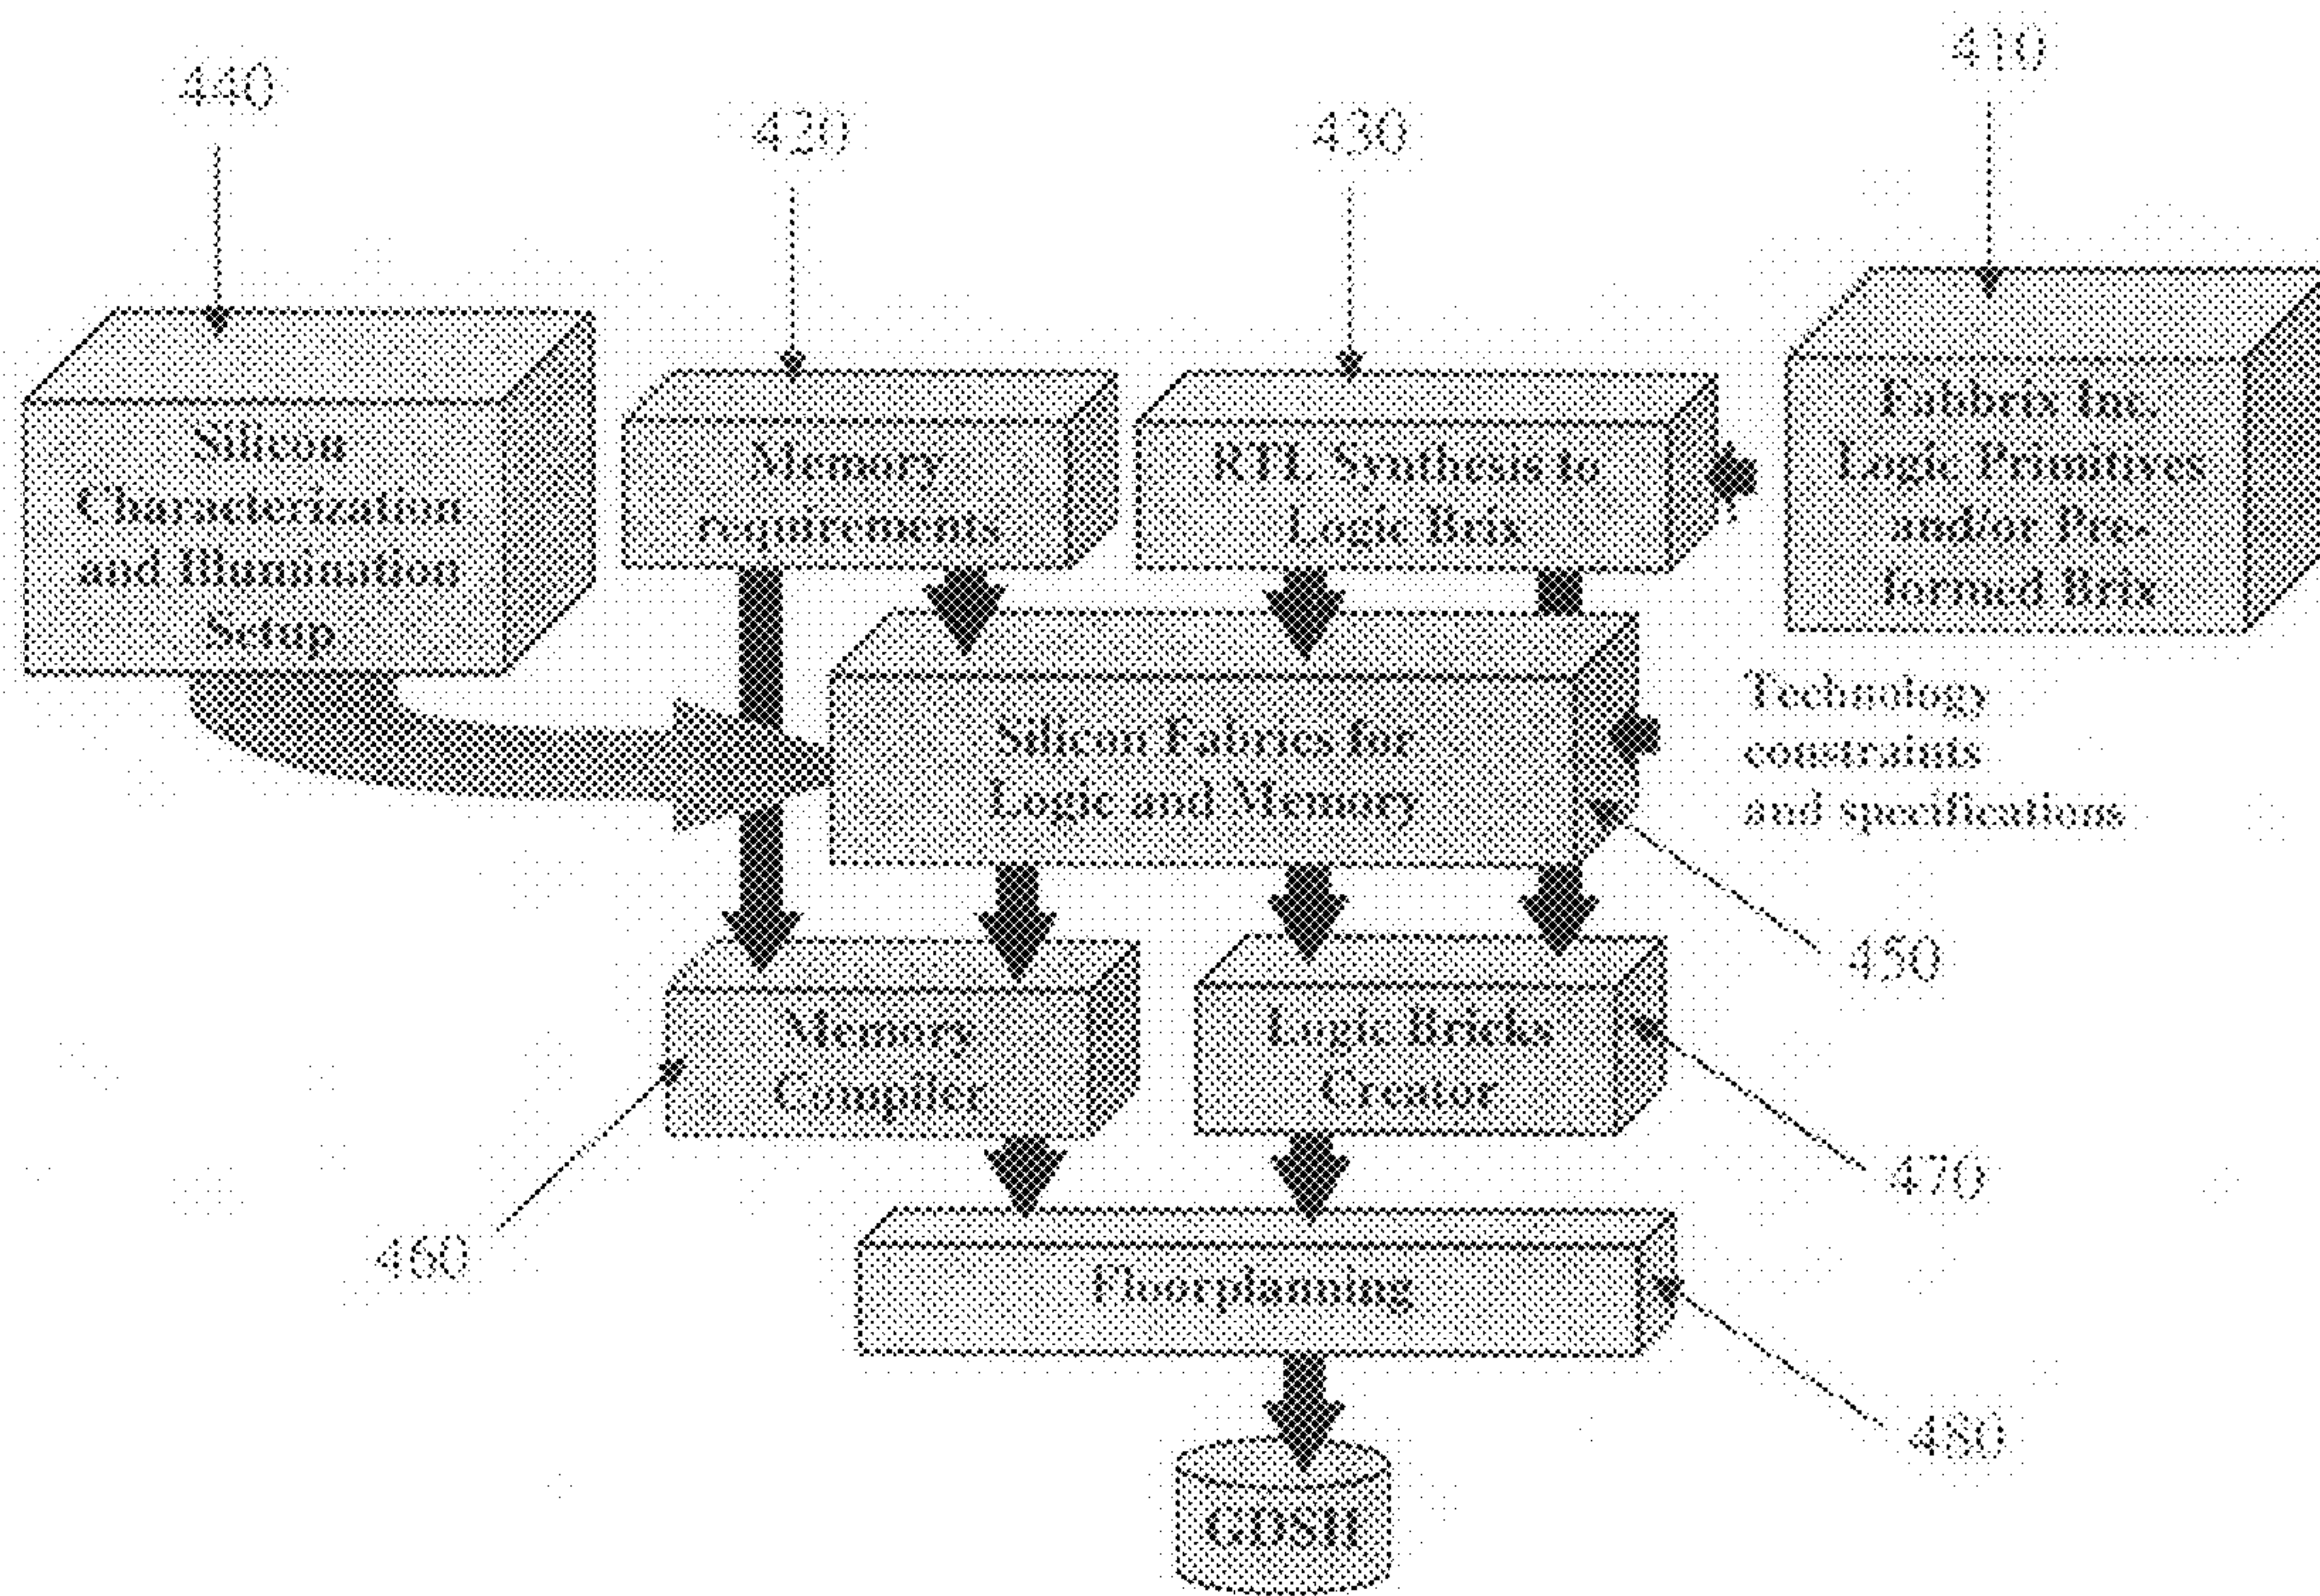 440
420
430
410
Silicon
Characterization
and Illumination
Setup
Memory
requirements
RTL Synthesis to
Logic Brix
Fabbrix Inc.
Logic Primitives
and/or Pre-
formed Brix
Technology
constraints
and specifications
Silicon Fabrics for
Logic and Memory
450
Memory
Compiler
Logic Bricks
Creator
470
460
Floorplanning
480
GDSII